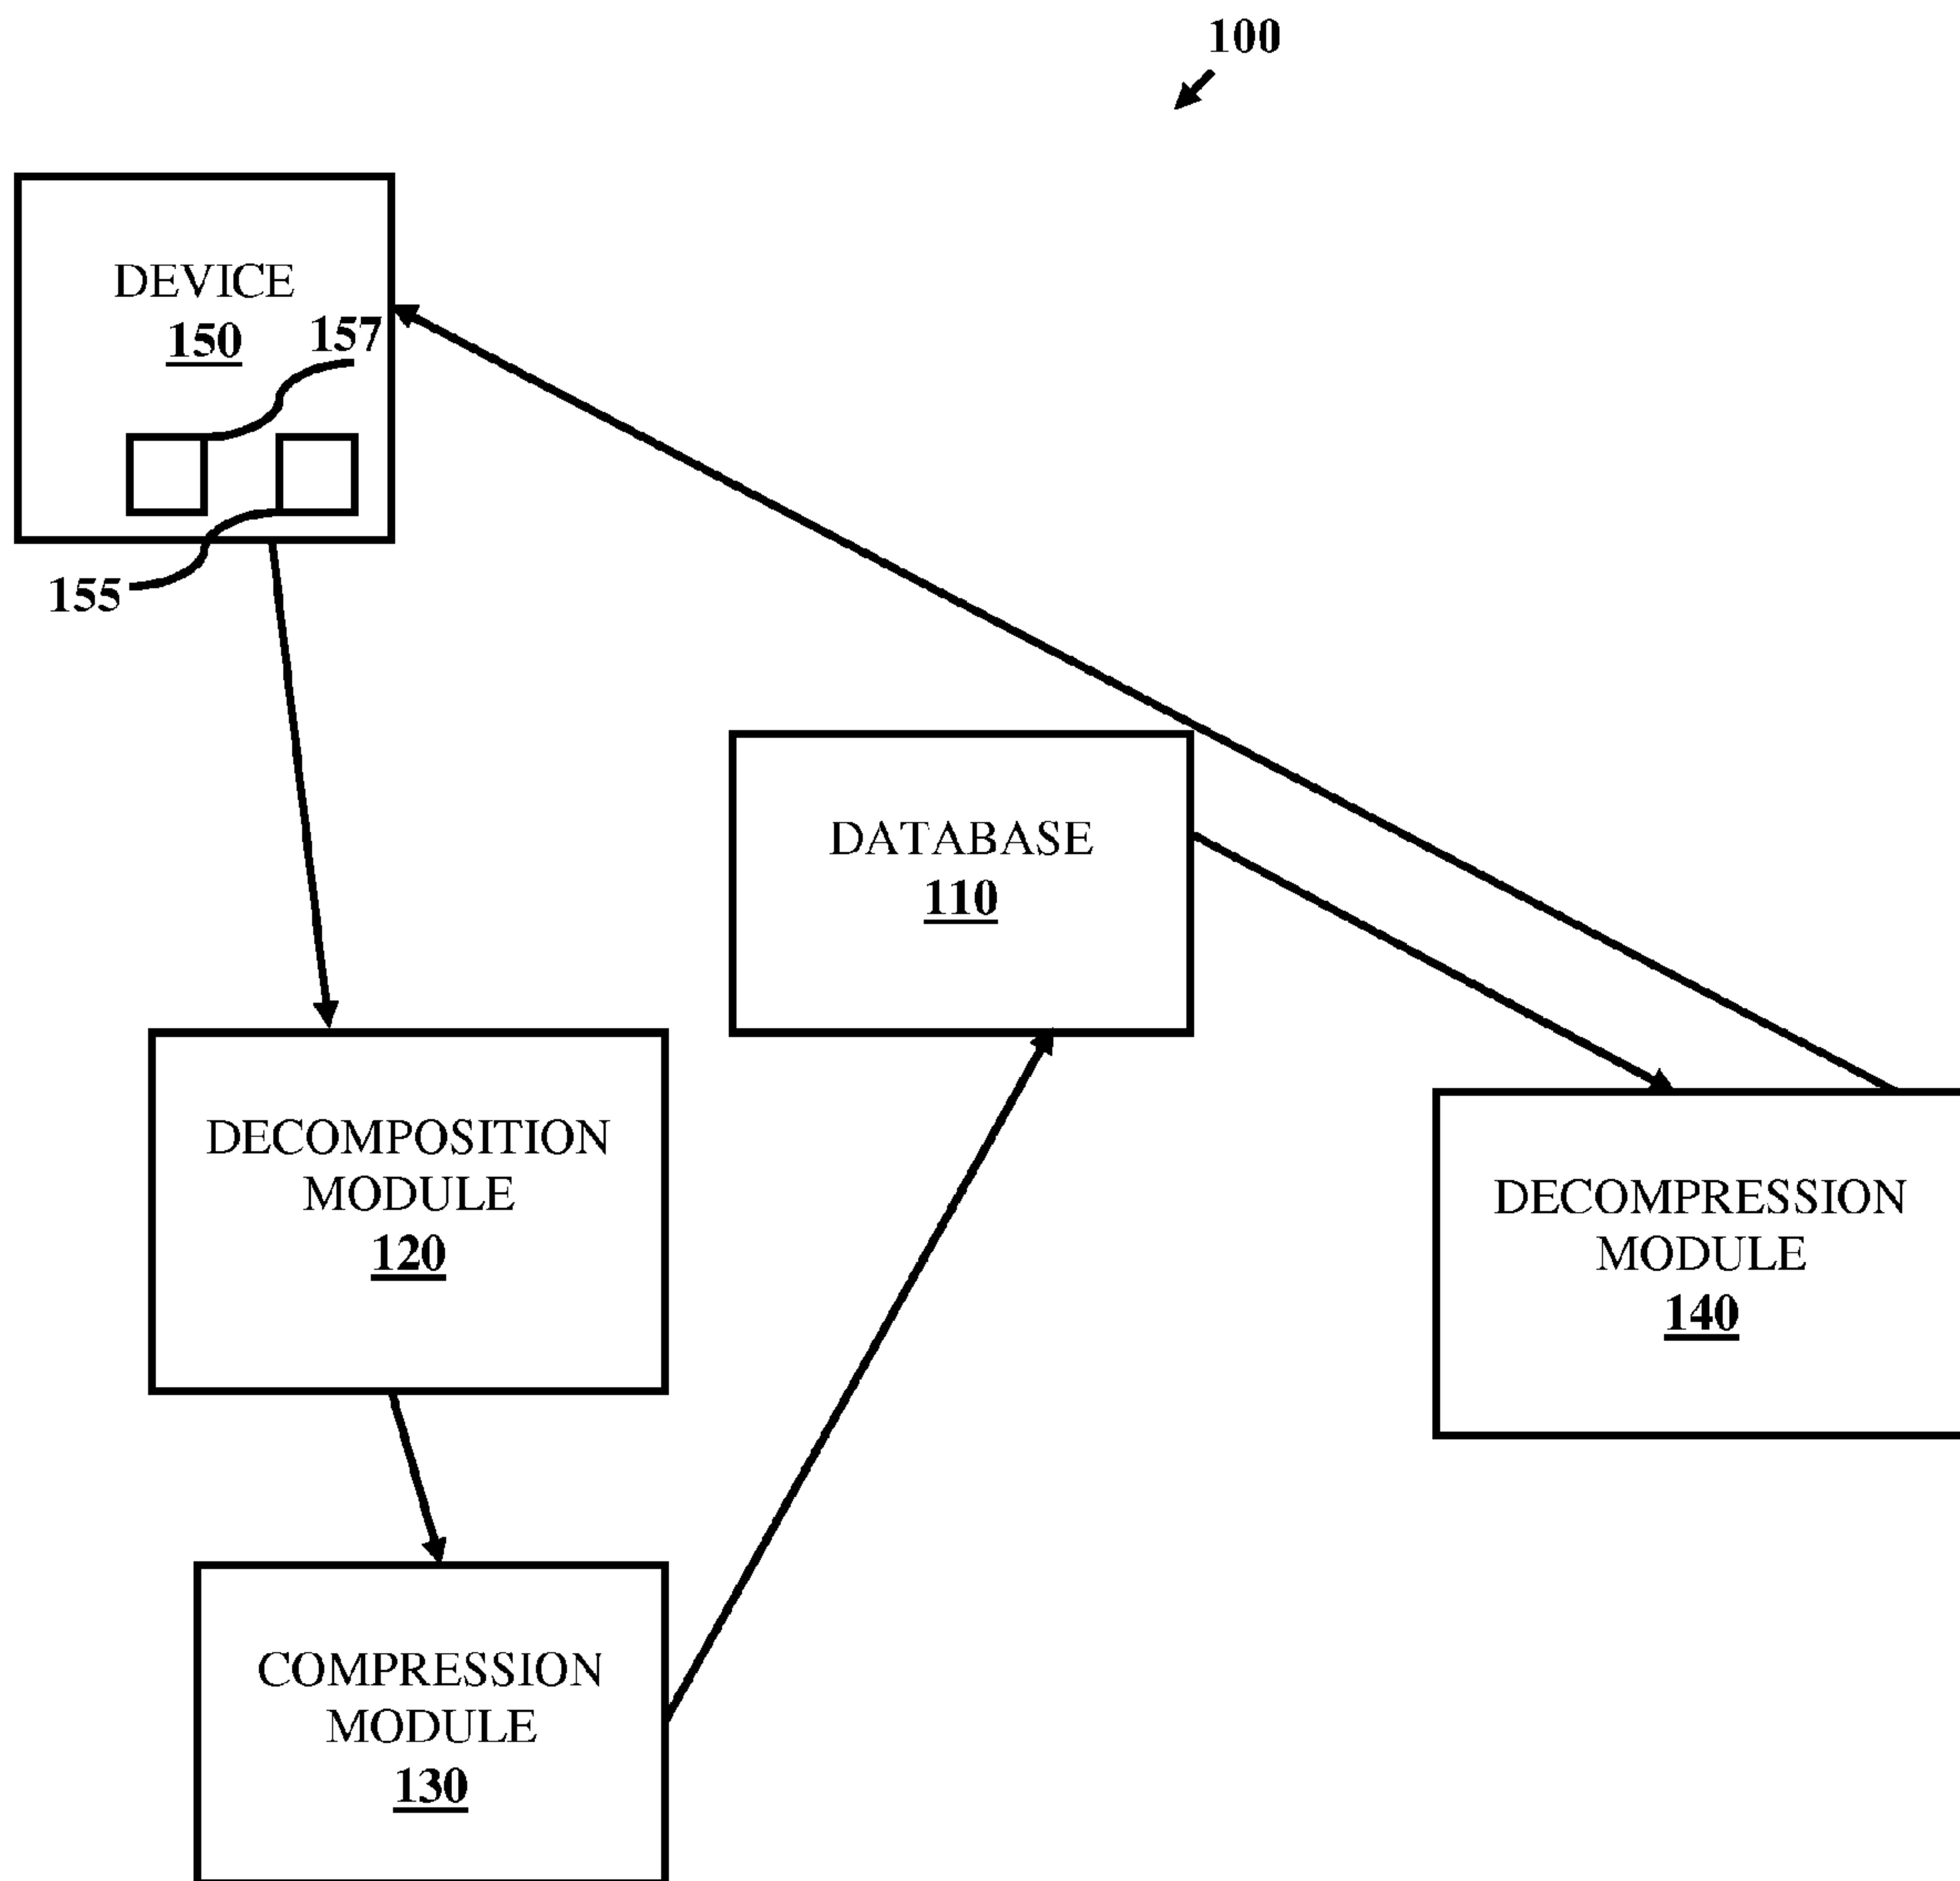 100
DEVICE
150
157
155
DATABASE
110
DECOMPOSITION
MODULE
120
DECOMPRESSION
MODULE
140
COMPRESSION
MODULE
130